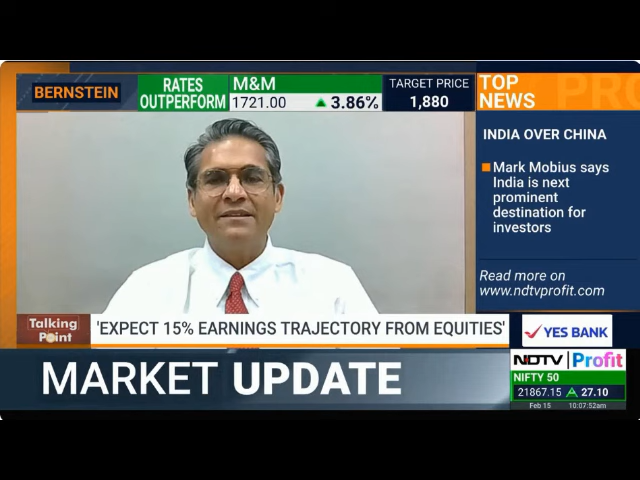 BERNSTEIN
RATES
OUTPERFORM
M&M
1721.00 ▲ 3.86%
TARGET PRICE
1,880
TOP
NEWS
PRO
INDIA OVER CHINA
Mark Mobius says
India is next
prominent
destination for
investors
Read more on
www.ndtvprofit.com
Talking
Point
'EXPECT 15% EARNINGS TRAJECTORY FROM EQUITIES'
YES BANK
MARKET UPDATE
NDTV Profit
NIFTY 50
21867.15 ▲ 27.10
Feb 15 10:07:52am